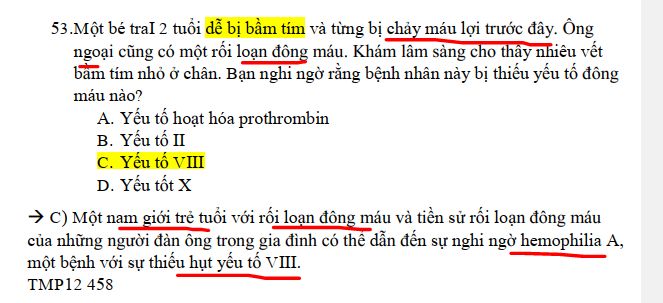 53.Một bé traI 2 tuổi dễ bị bầm tím và từng bị chảy máu lợi trước đây. Ông
ngoại cũng có một rối loạn đông máu. Khám lâm sàng cho thấy nhiêu vết
bầm tím nhỏ ở chân. Bạn nghi ngờ rằng bệnh nhân này bị thiếu yếu tố đông
máu nào?
A. Yếu tố hoạt hóa prothrombin
B. Yếu tố II
C. Yếu tố VIII
D. Yếu tốt X
→ C) Một nam giới trẻ tuổi với rối loạn đông máu và tiền sử rối loạn đông máu
của những người đàn ông trong gia đình có thể dẫn đến sự nghi ngờ hemophilia A,
một bệnh với sự thiếu hụt yếu tố VIII.
TMP12 458